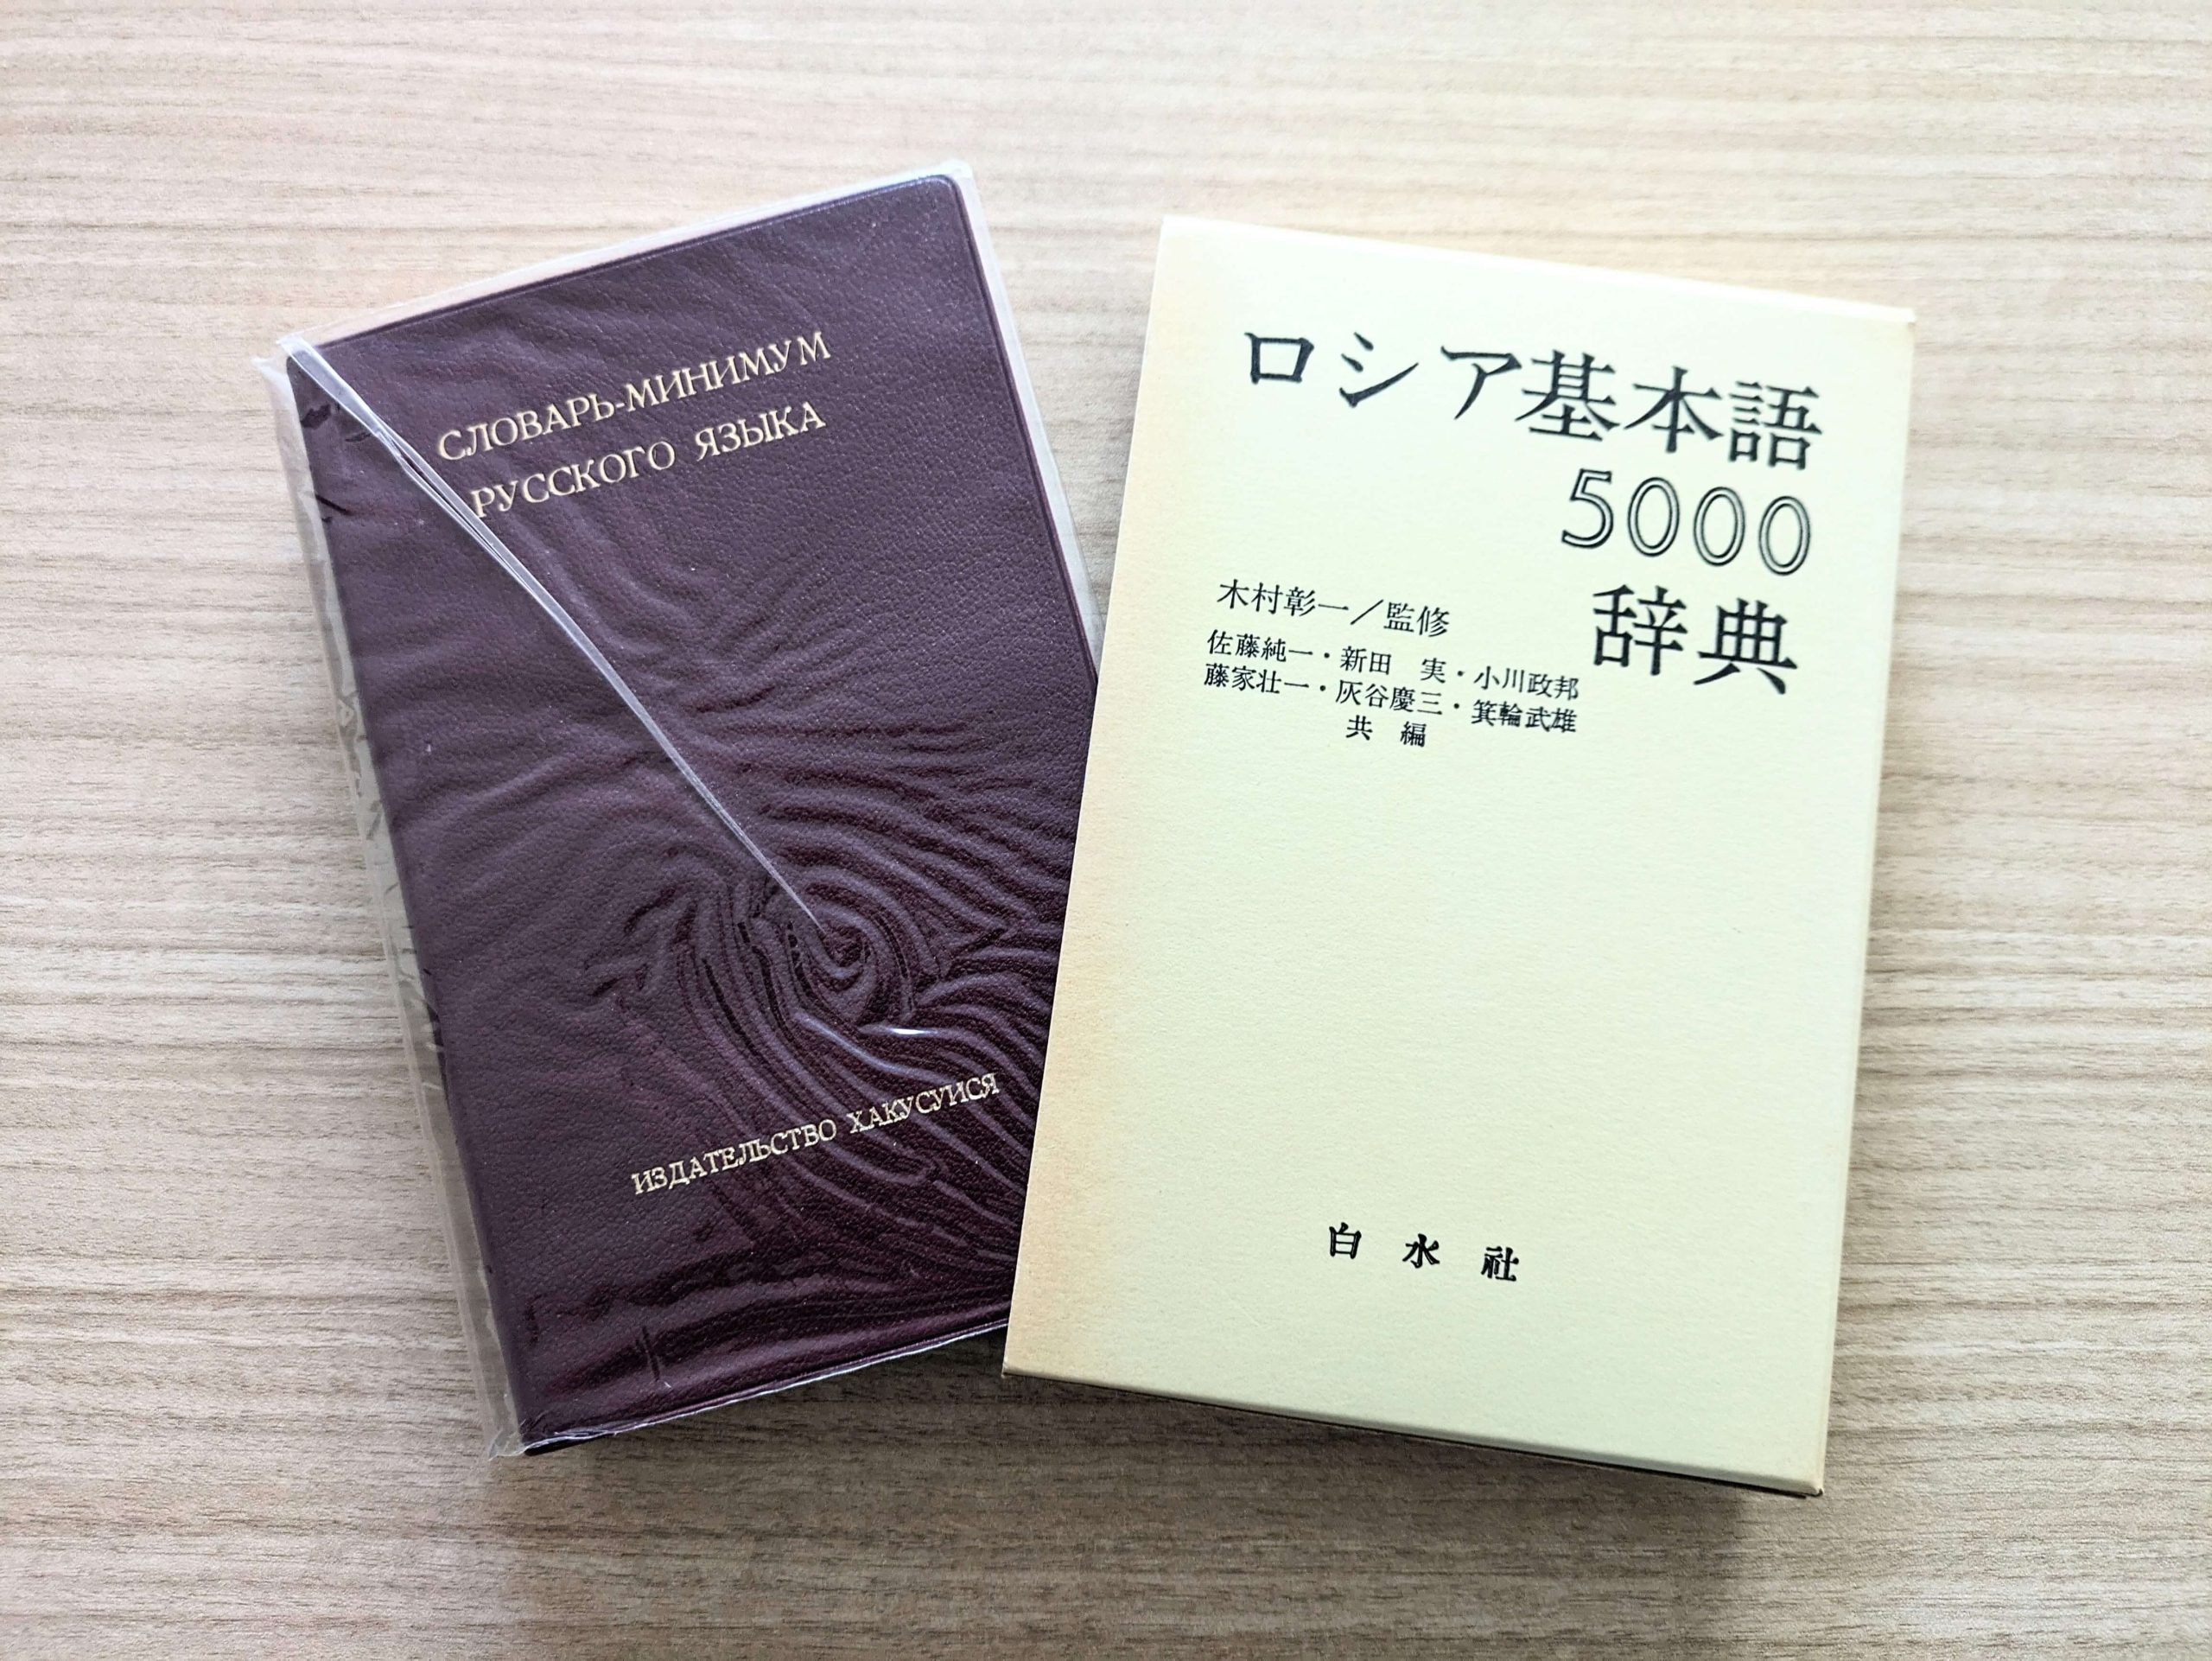 СЛОВАРЬ-МИНИМУМ
РУССКОГО ЯЗЫКА
ИЗДАТЕЛЬСТВО ХАКУСУИСЯ
ロシア基本語
5000
辞典
木村彰一／監修
佐藤純一・新田　実・小川政邦
藤家壮一・灰谷慶三・箕輪武雄
共　編
白水社